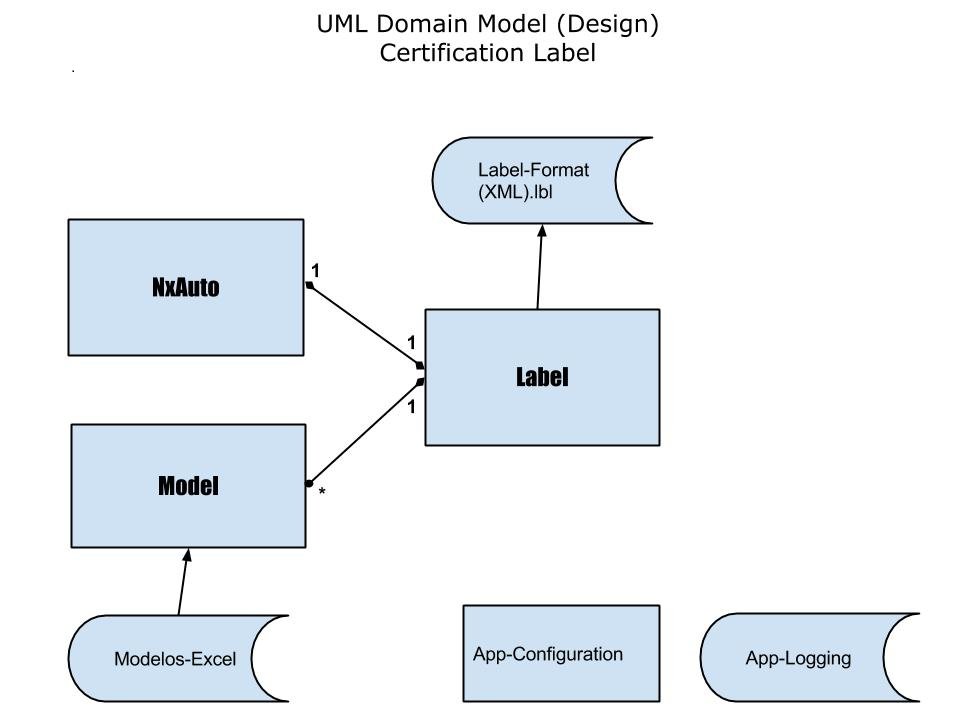 UML Domain Model (Design)
Certification Label
.
Label-Format
(XML).lbl
NxAuto
1
1
Label
1
Model
*
Modelos-Excel
App-Configuration
App-Logging